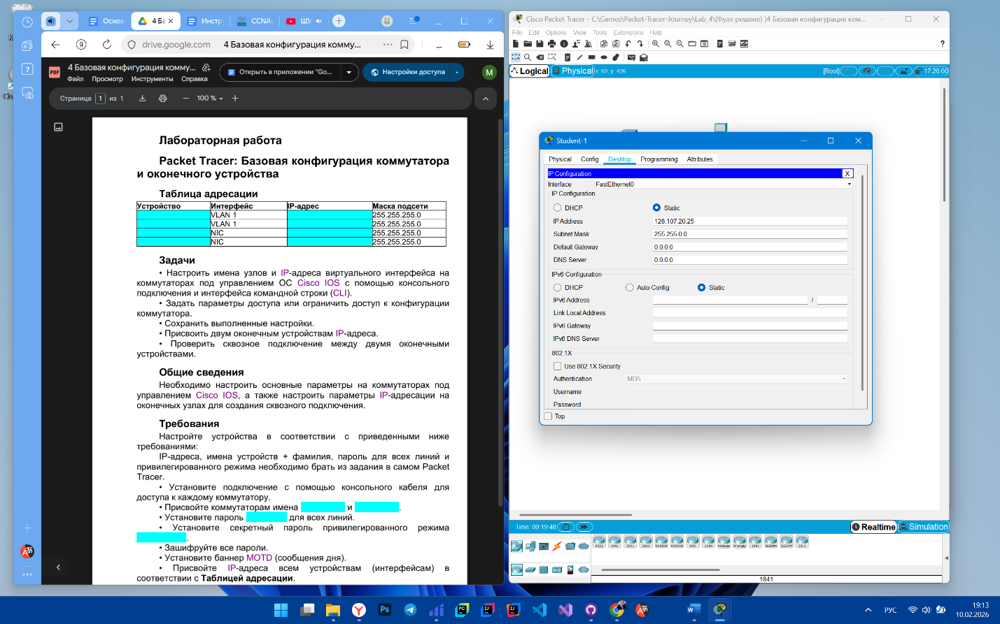 Основ
4 Ба
Инстр
CCNA
ШУ
drive.google.com
4 Базовая конфигурация комму...
7
PDF
4 Базовая конфигурация комму...
Файл Просмотр Инструменты Справка
Открыть в приложении "Go...
Настройки доступа
M
Страница 1 из 1
100 %
Лабораторная работа
Packet Tracer: Базовая конфигурация коммутатора
и оконечного устройства
Таблица адресации
Устройство Интерфейс IP-адрес Маска подсети
VLAN 1 255.255.255.0
VLAN 1 255.255.255.0
NIC 255.255.255.0
NIC 255.255.255.0
Задачи
• Настроить имена узлов и IP-адреса виртуального интерфейса на
коммутаторах под управлением ОС Cisco IOS с помощью консольного
подключения и интерфейса командной строки (CLI).
• Задать параметры доступа или ограничить доступ к конфигурации
коммутатора.
• Сохранить выполненные настройки.
• Присвоить двум оконечным устройствам IP-адреса.
• Проверить сквозное подключение между двумя оконечными
устройствами.
Общие сведения
Необходимо настроить основные параметры на коммутаторах под
управлением Cisco IOS, а также настроить параметры IP-адресации на
оконечных узлах для создания сквозного подключения.
Требования
Настройте устройства в соответствии с приведенными ниже
требованиями:
IP-адреса, имена устройств + фамилия, пароль для всех линий и
привилегированного режима необходимо брать из задания в самом Packet
Tracer.
• Установите подключение с помощью консольного кабеля для
доступа к каждому коммутатору.
• Присвойте коммутаторам имена и .
• Установите пароль для всех линий.
• Установите секретный пароль привилегированного режима
.
• Зашифруйте все пароли.
• Установите баннер MOTD (сообщения дня).
• Присвойте IP-адреса всем устройствам (интерфейсам) в
соответствии с Таблицей адресации.
Cisco Packet Tracer - C:\Games\Packet-Tracer-Journey\Lab_4\(Фулл решено) )4 Базовая конфигурация ком...
File Edit Options View Tools Extensions Help
Logical Physical x: 63, y: 426
[Root] 17:26:00
Student-1
Physical Config Desktop Programming Attributes
IP Configuration X
Interface FastEthernet0
IP Configuration
DHCP Static
IP Address 128.107.20.25
Subnet Mask 255.255.0.0
Default Gateway 0.0.0.0
DNS Server 0.0.0.0
IPv6 Configuration
DHCP Auto Config Static
IPv6 Address /
Link Local Address
IPv6 Gateway
IPv6 DNS Server
802.1X
Use 802.1X Security
Authentication MD5
Username
Password
Top
Time: 00:19:48
Realtime Simulation
4321 1941 2901 2911 829 1240 1841 2620XM 2621XM 2811
1841
РУС
19:13
10.02.2026